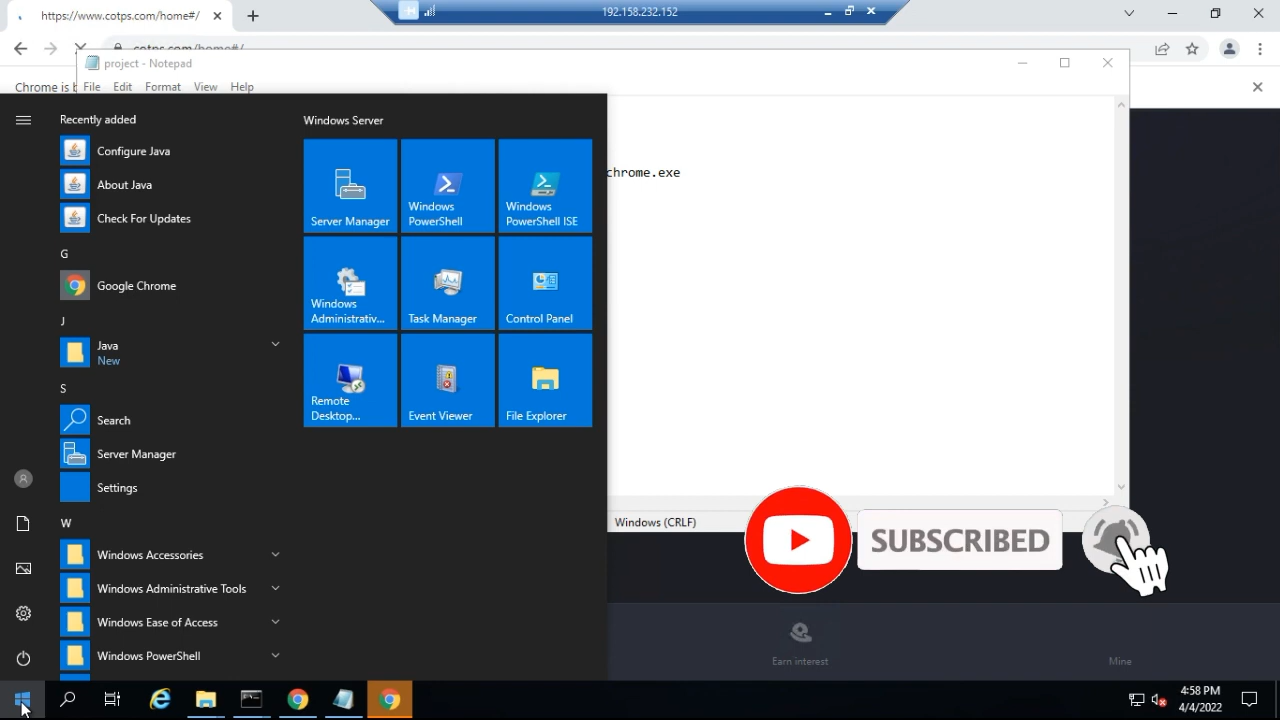 https://www.cotps.com/home#/
192.158.232.152
cotps.com/home#/
project - Notepad
Chrome is b
File Edit Format View Help
Recently added
Windows Server
chrome.exe
Configure Java
About Java
Check For Updates
Server Manager
Windows
PowerShell
Windows
PowerShell ISE
G
Google Chrome
Windows
Administrativ...
Task Manager
Control Panel
J
Java
New
S
Search
Remote
Desktop...
Event Viewer
File Explorer
Server Manager
Settings
W
Windows (CRLF)
SUBSCRIBED
Windows Accessories
Windows Administrative Tools
Windows Ease of Access
Windows PowerShell
Earn interest
Mine
4:58 PM
4/4/2022